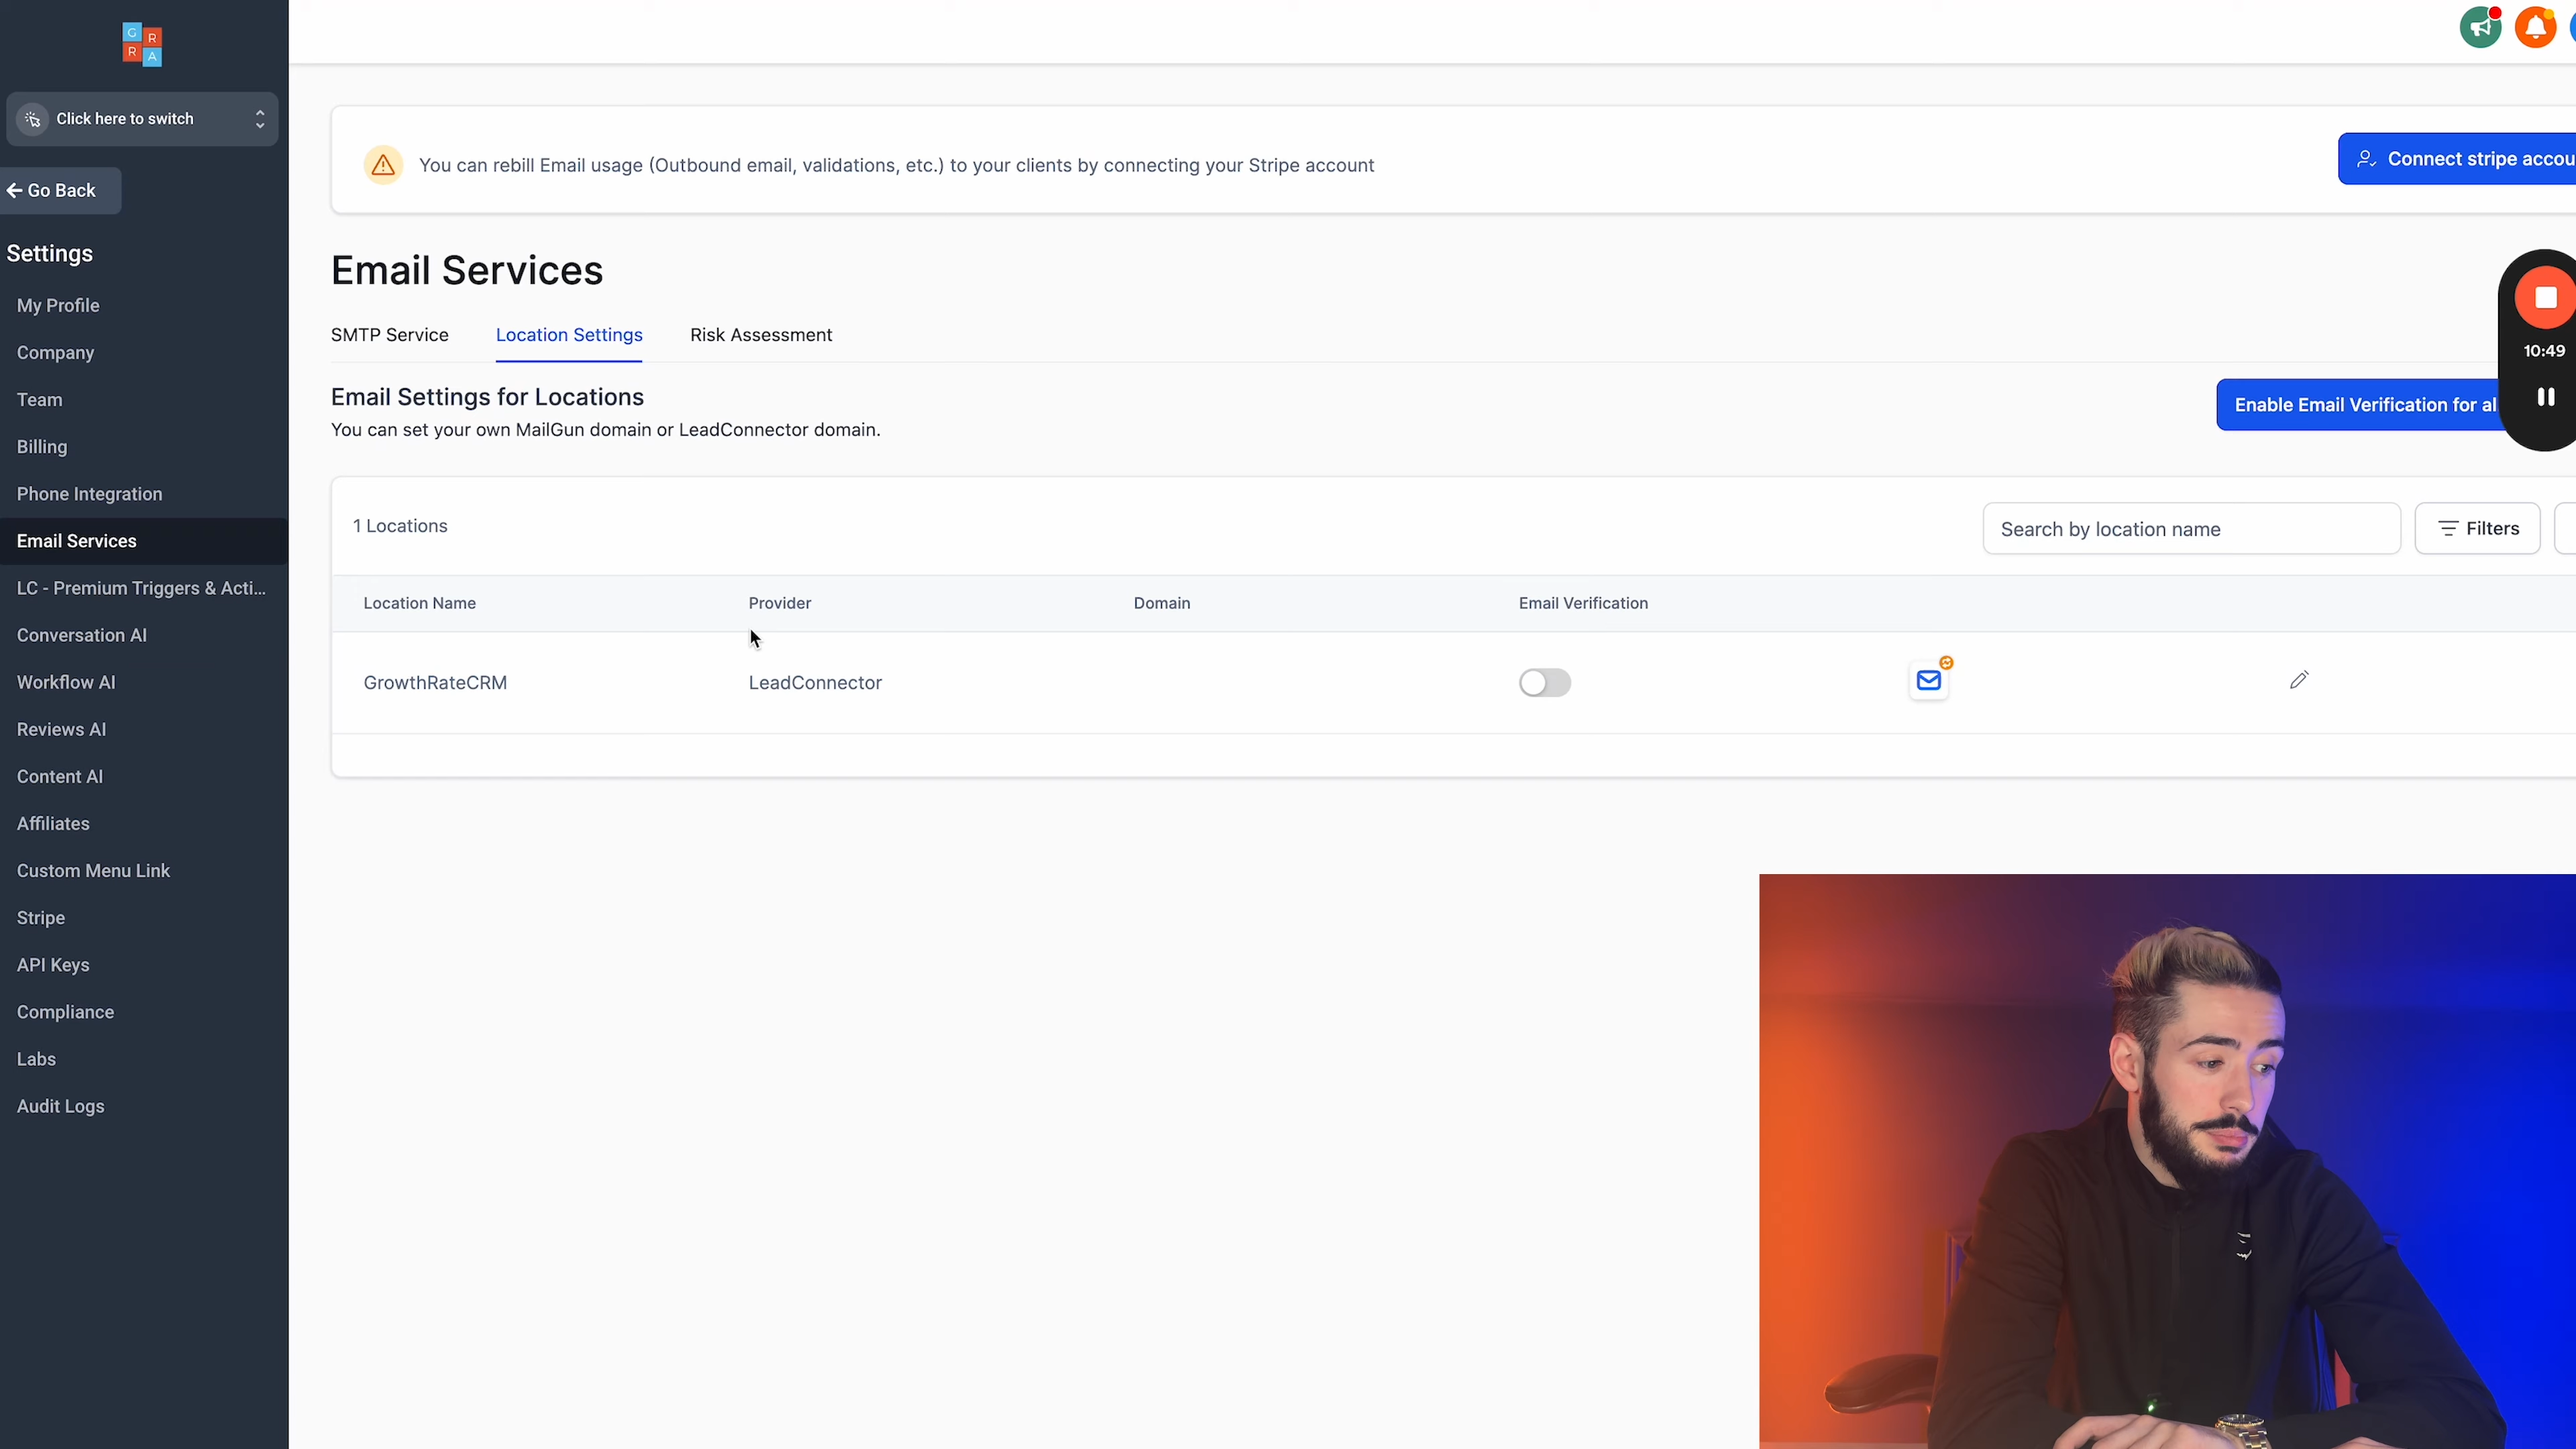 G R
R A
Click here to switch
Go Back
Settings
My Profile
Company
Team
Billing
Phone Integration
Email Services
LC - Premium Triggers & Acti...
Conversation AI
Workflow AI
Reviews AI
Content AI
Affiliates
Custom Menu Link
Stripe
API Keys
Compliance
Labs
Audit Logs
You can rebill Email usage (Outbound email, validations, etc.) to your clients by connecting your Stripe account
Connect stripe accou
Email Services
SMTP Service Location Settings Risk Assessment
10:49
Email Settings for Locations
You can set your own MailGun domain or LeadConnector domain.
Enable Email Verification for al
1 Locations
Search by location name
Filters
Location Name Provider Domain Email Verification
GrowthRateCRM LeadConnector